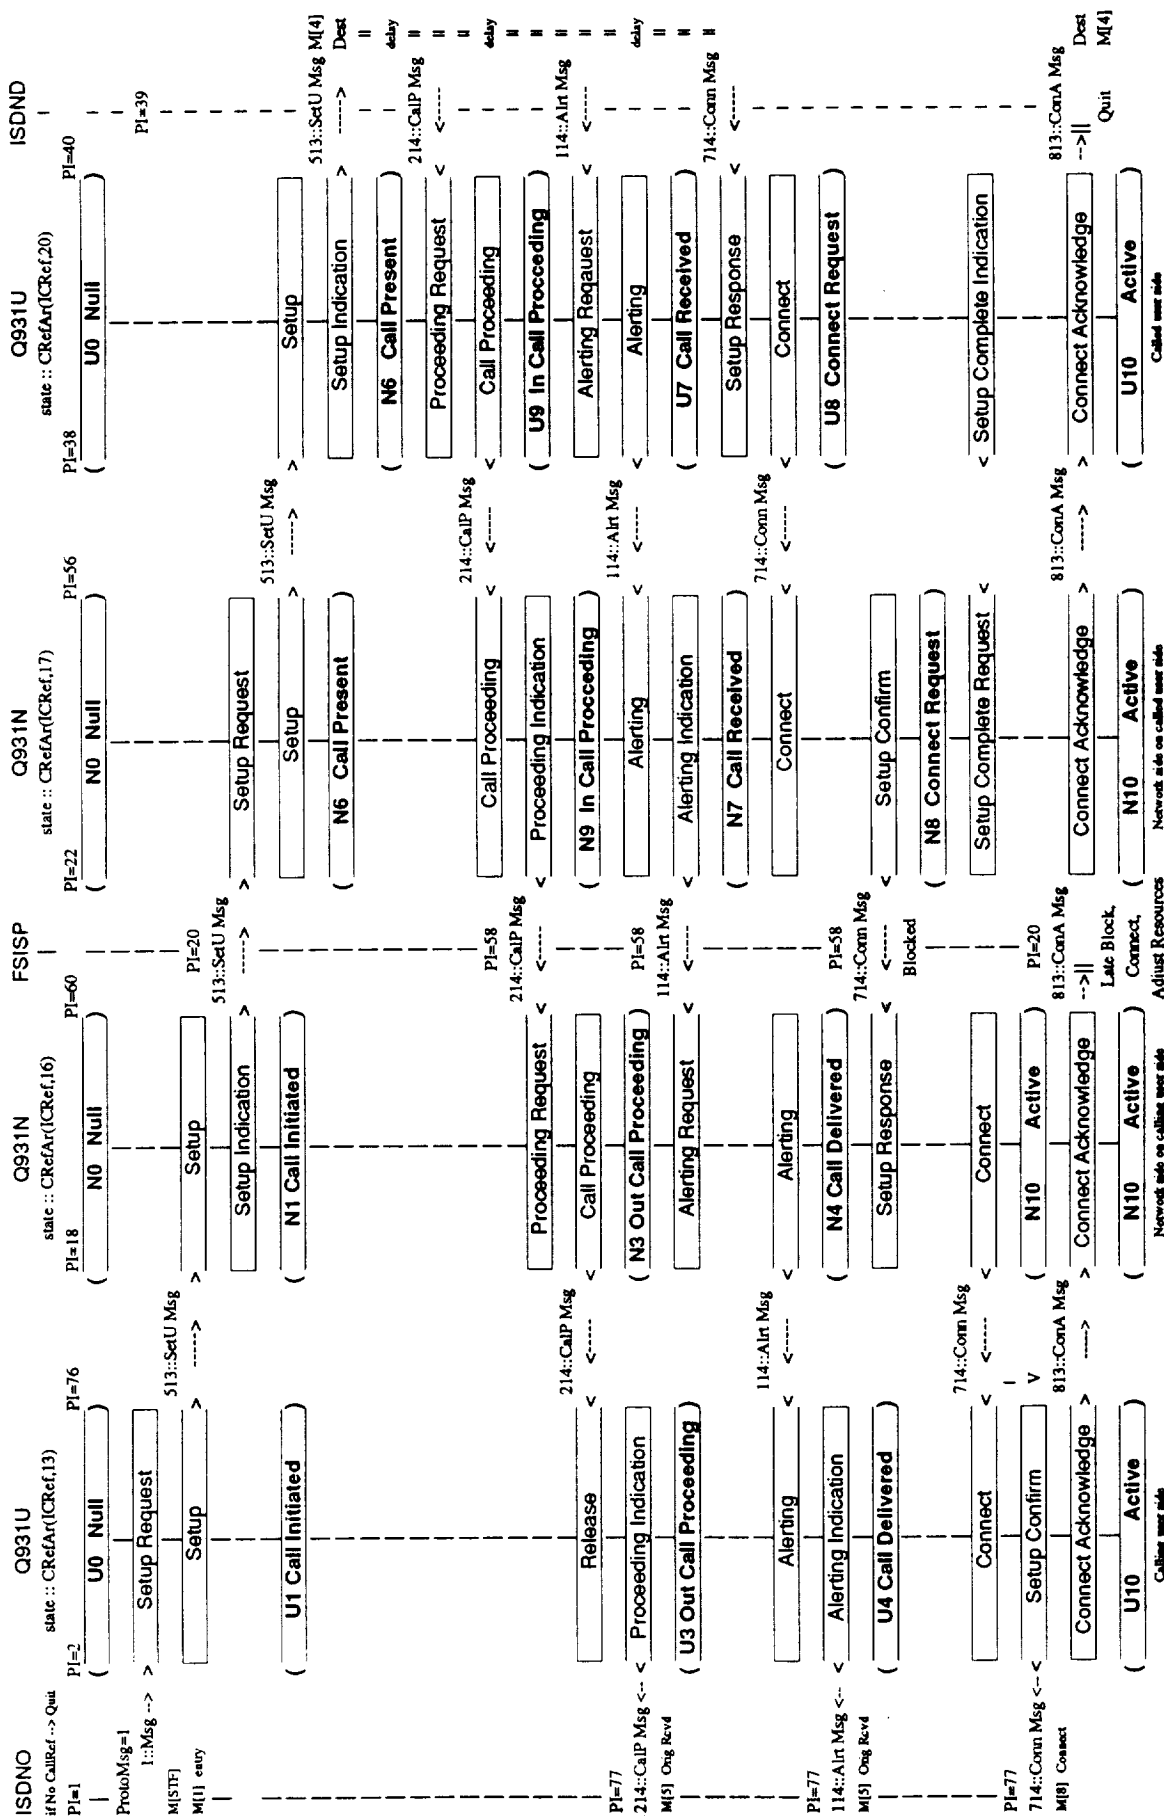 ISDNO
if No CallRef --> Quit
PI=1
ProtoMsg=1
1::Msg -->
M[STF]
M[1] entry
PI=77
214::CalP Msg <--
M[5] Orig Rcvd
PI=77
114::Alrt Msg <--
M[5] Orig Rcvd
PI=77
714::Conn Msg <--
M[8] Connect
Q931U
state :: CRefAr(ICRef,13)
PI=2
PI=76
U0 Null
Setup Request
Setup
513::SetU Msg
----->
U1 Call Initiated
Release
214::CalP Msg
<-----
Proceeding Indication
U3 Out Call Proceeding
Alerting
114::Alrt Msg
<-----
Alerting Indication
U4 Call Delivered
Connect
714::Conn Msg
<-----
Setup Confirm
Connect Acknowledge
813::ConA Msg
----->
U10 Active
Calling user side
Q931N
state :: CRefAr(ICRef,16)
PI=18
PI=60
N0 Null
Setup
Setup Indication
N1 Call Initiated
Proceeding Request
Call Proceeding
N3 Out Call Proceeding
Alerting Request
Alerting
N4 Call Delivered
Setup Response
Connect
N10 Active
Connect Acknowledge
N10 Active
Network side on calling user side
FSISP
PI=20
513::SetU Msg
----->
PI=58
214::CalP Msg
<-----
PI=58
114::Alrt Msg
<-----
PI=58
714::Conn Msg
<-----
Blocked
PI=20
813::ConA Msg
-->||
Late Block,
Connect,
Adjust Resources
Q931N
state :: CRefAr(ICRef,17)
PI=22
PI=56
N0 Null
Setup Request
Setup
513::SetU Msg
----->
N6 Call Present
Call Proceeding
214::CalP Msg
<-----
Proceeding Indication
N9 In Call Procceding
Alerting
114::Alrt Msg
<-----
Alerting Indication
N7 Call Received
Connect
714::Conn Msg
<-----
Setup Confirm
N8 Connect Request
Setup Complete Request
Connect Acknowledge
813::ConA Msg
----->
N10 Active
Network side on called user side
Q931U
state :: CRefAr(ICRef,20)
PI=38
PI=40
U0 Null
Setup
Setup Indication
N6 Call Present
Proceeding Request
Call Proceeding
U9 In Call Procceding
Alerting Reqauest
Alerting
U7 Call Received
Setup Response
Connect
U8 Connect Request
Setup Complete Indication
Connect Acknowledge
U10 Active
Called user side
ISDND
PI=39
513::SetU Msg M[4]
-----> Dest
delay
214::CalP Msg
<-----
delay
114::Alrt Msg
<-----
delay
714::Conn Msg
<-----
813::ConA Msg
-->|| Dest
Quit M[4]